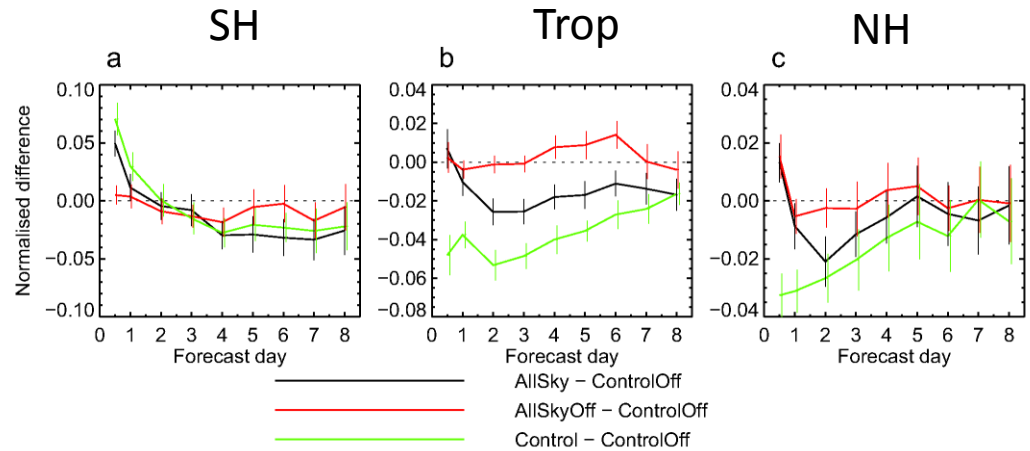 SH Trop NH
a b c
Normalised difference
0.10
0.05
0.00
−0.05
−0.10
0 1 2 3 4 5 6 7 8
Forecast day
0.04
0.02
0.00
−0.02
−0.04
−0.06
−0.08
0 1 2 3 4 5 6 7 8
Forecast day
0.04
0.02
0.00
−0.02
−0.04
0 1 2 3 4 5 6 7 8
Forecast day
AllSky − ControlOff
AllSkyOff − ControlOff
Control − ControlOff